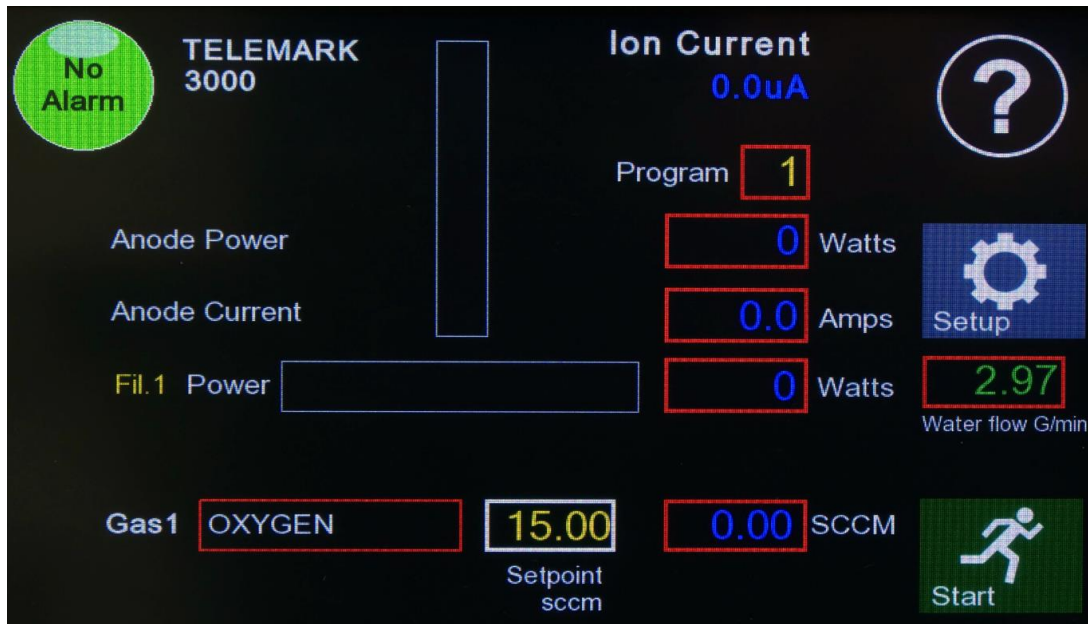 No
Alarm
TELEMARK
3000
Ion Current
0.0uA
?
Program 1
Anode Power 0 Watts
Anode Current 0.0 Amps
Setup
Fil.1 Power 0 Watts
2.97
Water flow G/min
Gas1 OXYGEN 15.00 0.00 SCCM
Setpoint
sccm
Start